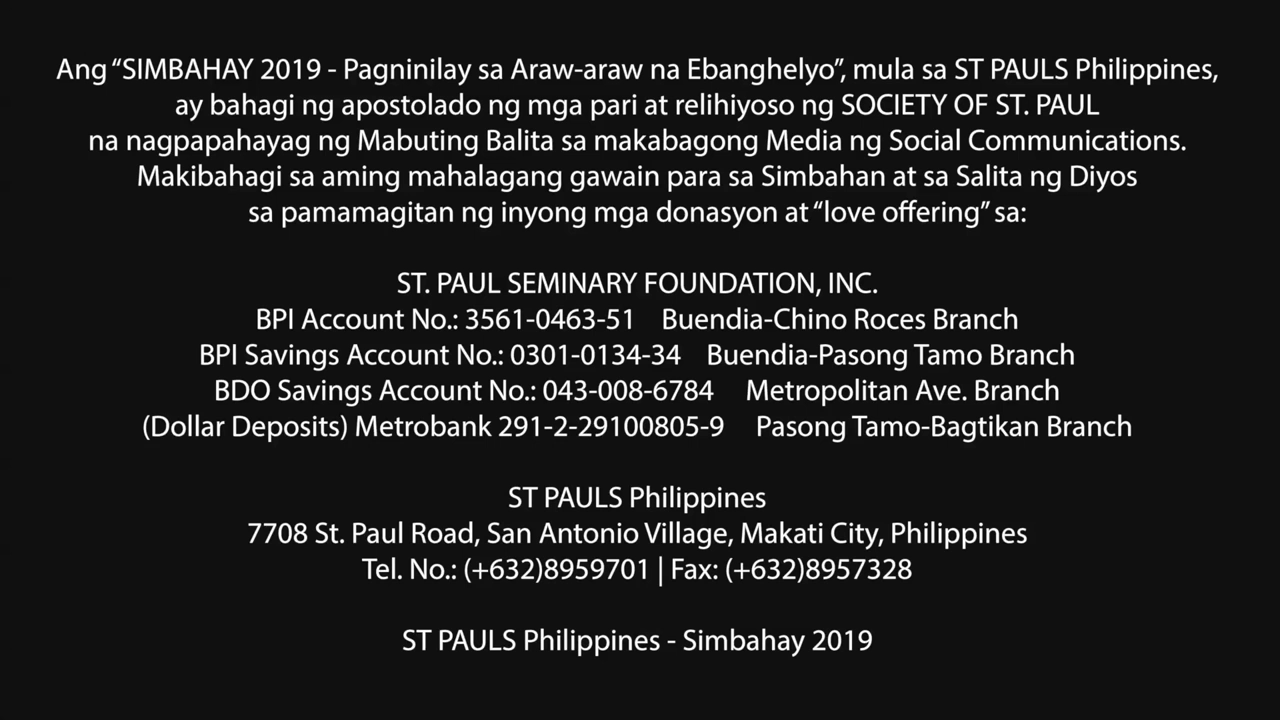 Ang “SIMBAHAY 2019 - Pagninilay sa Araw-araw na Ebanghelyo”, mula sa ST PAULS Philippines,
ay bahagi ng apostolado ng mga pari at relihiyoso ng SOCIETY OF ST. PAUL
na nagpapahayag ng Mabuting Balita sa makabagong Media ng Social Communications.
Makibahagi sa aming mahalagang gawain para sa Simbahan at sa Salita ng Diyos
sa pamamagitan ng inyong mga donasyon at “love offering” sa:
ST. PAUL SEMINARY FOUNDATION, INC.
BPI Account No.: 3561-0463-51 Buendia-Chino Roces Branch
BPI Savings Account No.: 0301-0134-34 Buendia-Pasong Tamo Branch
BDO Savings Account No.: 043-008-6784 Metropolitan Ave. Branch
(Dollar Deposits) Metrobank 291-2-29100805-9 Pasong Tamo-Bagtikan Branch
ST PAULS Philippines
7708 St. Paul Road, San Antonio Village, Makati City, Philippines
Tel. No.: (+632)8959701 | Fax: (+632)8957328
ST PAULS Philippines - Simbahay 2019